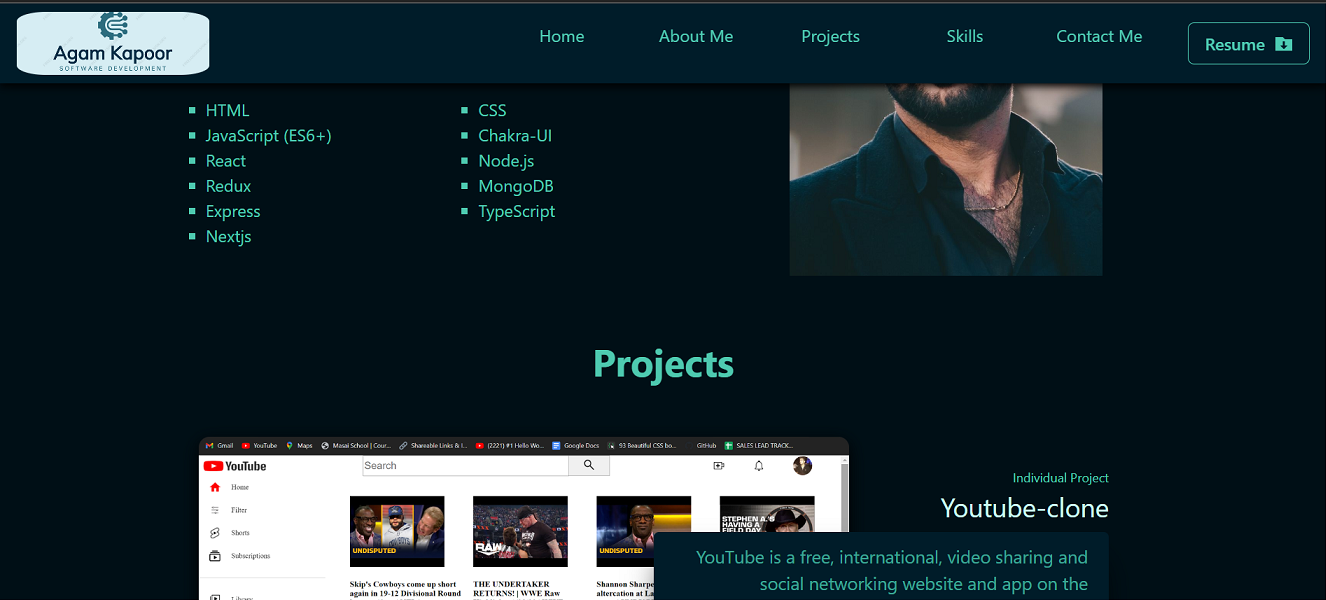 Agam Kapoor
SOFTWARE DEVELOPMENT
Home
About Me
Projects
Skills
Contact Me
Resume
HTML
JavaScript (ES6+)
React
Redux
Express
Nextjs
CSS
Chakra-UI
Node.js
MongoDB
TypeScript
Projects
Gmail YouTube Maps Masai School | Cour... Shareable Links & I... (2221) #1 Hello Wo... Google Docs 93 Beautiful CSS bo... GitHub SALES LEAD TRACK...
YouTube
Search
Home
Filter
Shorts
Subscriptions
UNDISPUTED
RAW
UNDISPUTED
STEPHEN A.'S
HAVING A
FIELD DAY
Skip's Cowboys come up short
again in 19-12 Divisional Round
THE UNDERTAKER
RETURNS! | WWE Raw
Shannon Sharpe
altercation at La
Individual Project
Youtube-clone
YouTube is a free, international, video sharing and
social networking website and app on the